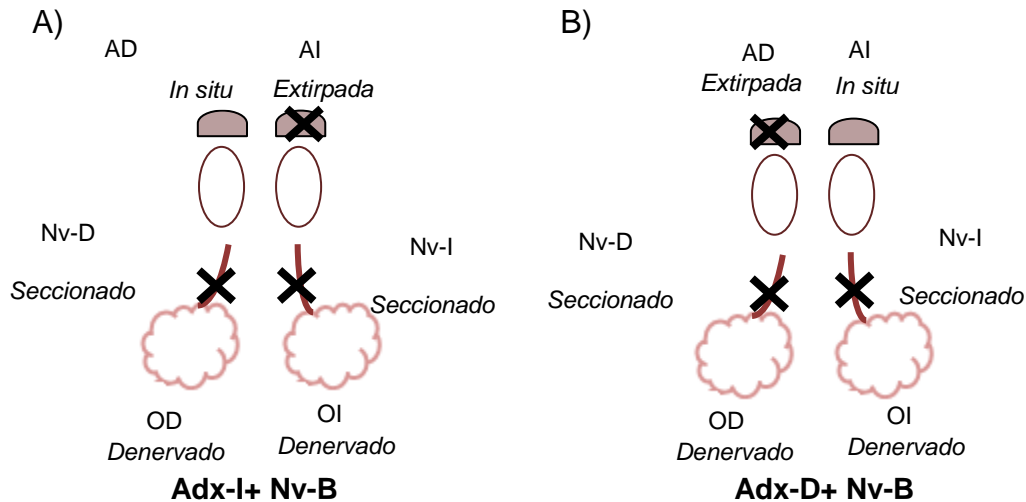 A)
AD
AI
In situ
Extirpada
Nv-D
Nv-I
Seccionado
Seccionado
OD
OI
Denervado
Denervado
Adx-I+ Nv-B
B)
AD
AI
Extirpada
In situ
Nv-D
Nv-I
Seccionado
Seccionado
OD
OI
Denervado
Denervado
Adx-D+ Nv-B